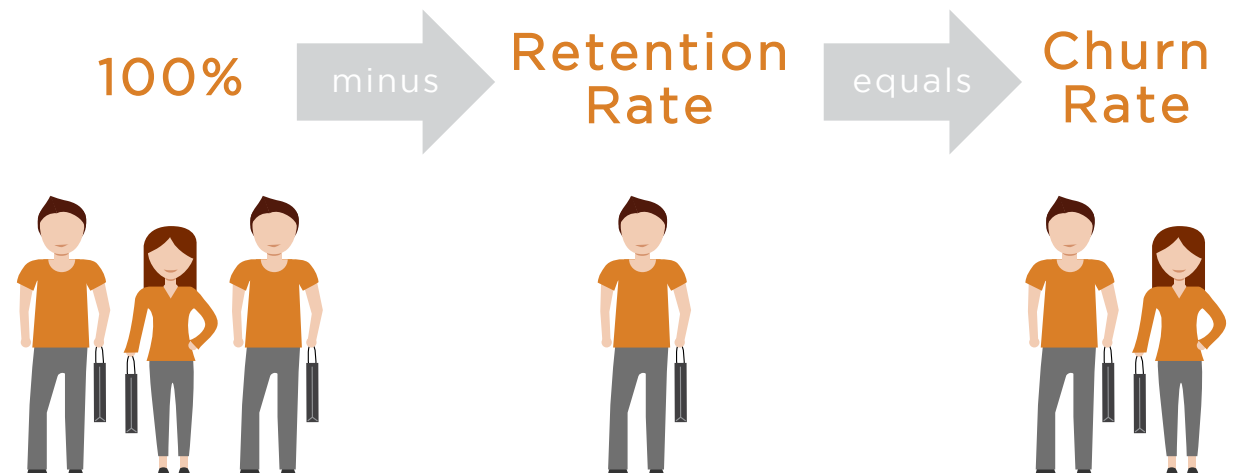 100%
minus
Retention
Rate
equals
Churn
Rate